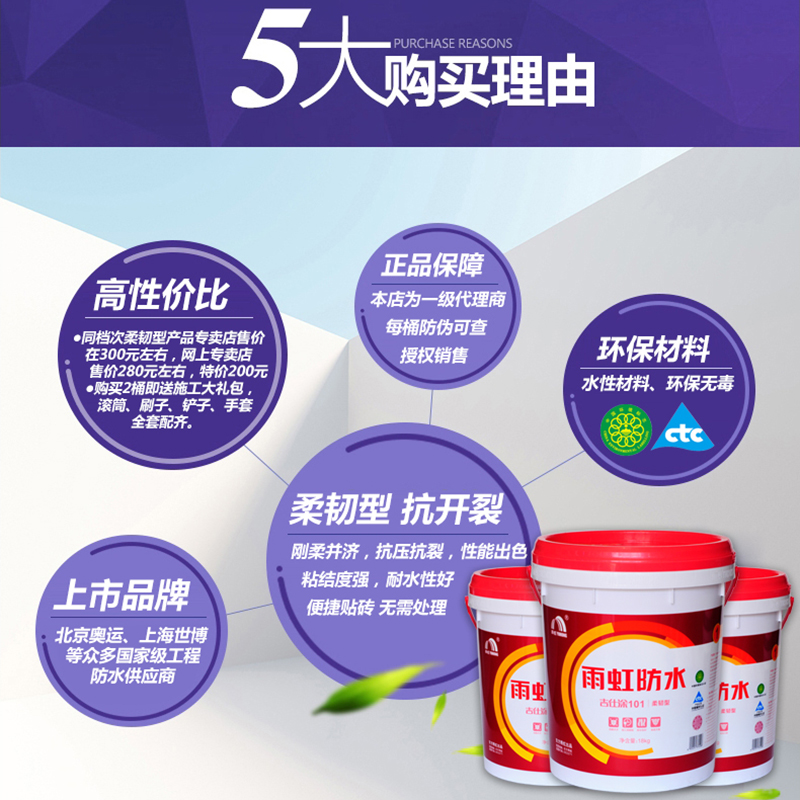 5大购买理由
PURCHASE REASONS
高性价比
●同档次柔韧型产品专卖店售价
在300元左右，网上专卖店
售价280元左右，特价200元
●购买2桶即送施工大礼包，
滚筒、刷子、铲子、手套
全套配齐。
正品保障
本店为一级代理商
每桶防伪可查
授权销售
环保材料
水性材料、环保无毒
ctc
柔韧型 抗开裂
刚柔并济，抗压抗裂，性能出色
粘结度强，耐水性好
便捷贴砖 无需处理
上市品牌
北京奥运、上海世博
等众多国家级工程
防水供应商
雨虹防水
吉仕涂101
柔韧型